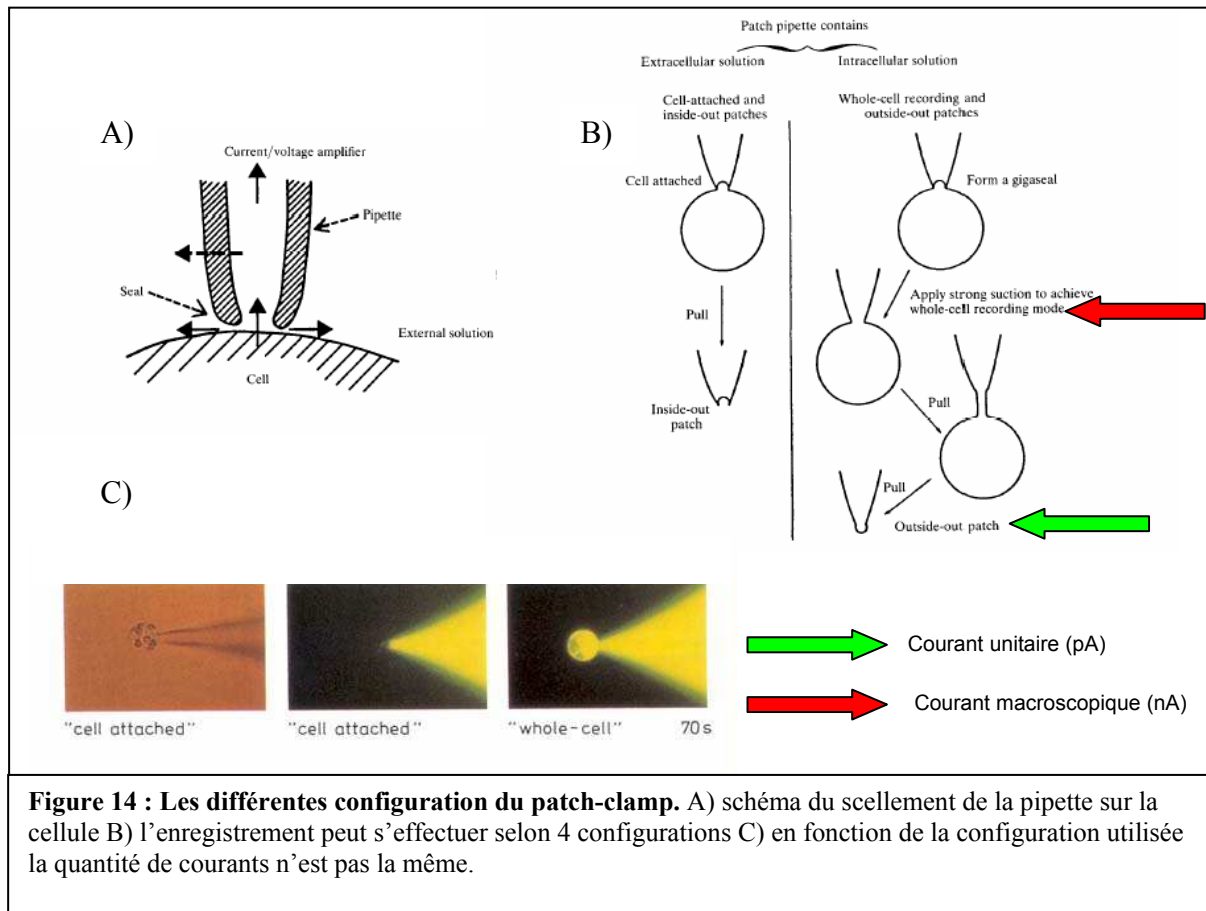 Patch pipette contains
Extracellular solution
Intracellular solution
Cell-attached and
inside-out patches
Whole-cell recording and
outside-out patches
A)
B)
Current/voltage amplifier
Pipette
Seal
External solution
Cell
Cell attached
Form a gigaseal
Pull
Apply strong suction to achieve
whole-cell recording mode
Inside-out
patch
Pull
Pull
Outside-out patch
C)
"cell attached"
"cell attached"
"whole-cell" 70 s
Courant unitaire (pA)
Courant macroscopique (nA)
Figure 14 : Les différentes configuration du patch-clamp. A) schéma du scellement de la pipette sur la
cellule B) l'enregistrement peut s'effectuer selon 4 configurations C) en fonction de la configuration utilisée
la quantité de courants n'est pas la même.